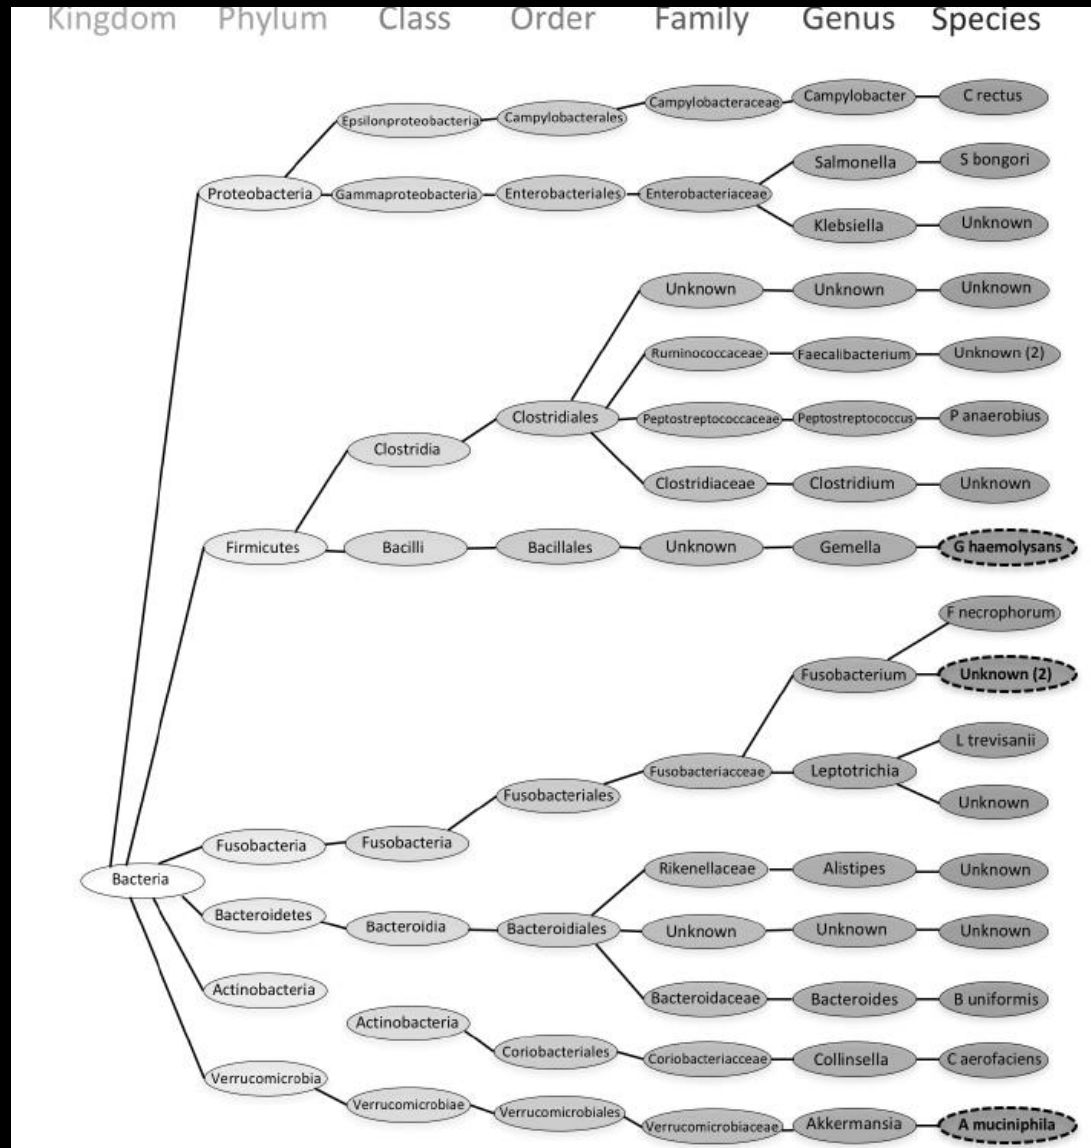 Kingdom Phylum Class Order Family Genus Species
Epsilonproteobacteria Campylobacterales Campylobacteraceae Campylobacter C rectus
Salmonella S bongori
Proteobacteria Gammaproteobacteria Enterobacteriales Enterobacteriaceae
Klebsiella Unknown
Unknown Unknown Unknown
Ruminococcaceae Faecalibacterium Unknown (2)
Clostridiales Peptostreptococcaceae Peptostreptococcus P anaerobius
Clostridia
Clostridiaceae Clostridium Unknown
Firmicutes Bacilli Bacillales Unknown Gemella G haemolysans
F necrophorum
Fusobacterium Unknown (2)
L trevisanii
Fusobacteriales Fusobacteriacceae Leptotrichia
Unknown
Fusobacteria Fusobacteria
Bacteria Rikenellaceae Alistipes Unknown
Bacteroidetes Bacteroidia Bacteroidiales Unknown Unknown Unknown
Actinobacteria Bacteroidaceae Bacteroides B uniformis
Actinobacteria Coriobacteriales Coriobacteriacceae Collinsella C aerofaciens
Verrucomicrobia Verrucomicrobiae Verrucomicrobiales Verrucomicrobiaceae Akkermansia A muciniphila